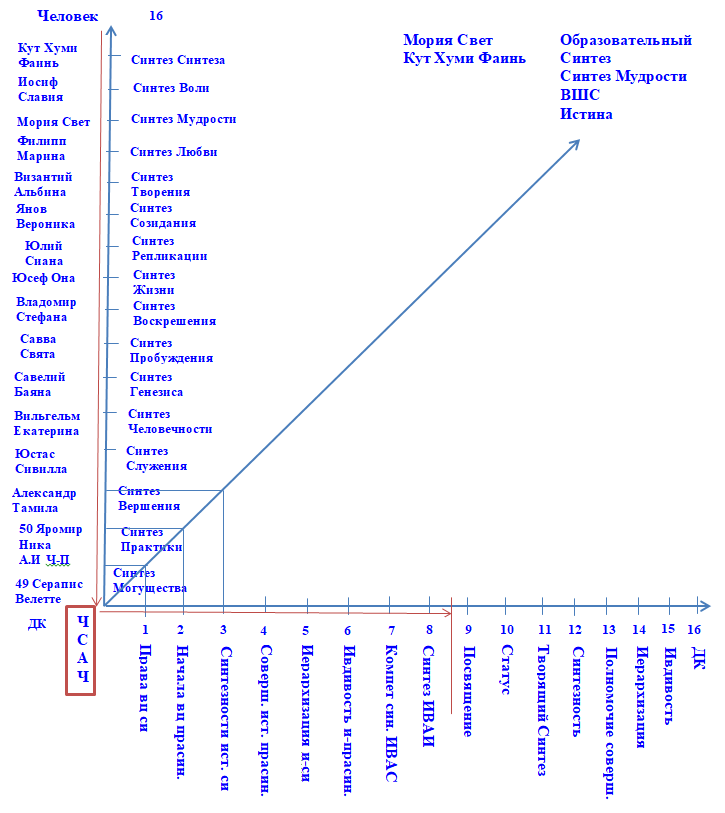 Человек 16
Мория Свет
Кут Хуми Фаинь
Образовательный
Синтез
Синтез Мудрости
ВШС
Истина
Кут Хуми
Фаинь
Синтез Синтеза
Иосиф
Славия
Синтез Воли
Мория Свет
Синтез Мудрости
Филипп
Марина
Синтез Любви
Византий
Альбина
Синтез
Творения
Янов
Вероника
Синтез
Созидания
Юлий
Сиана
Синтез
Репликации
Юсеф Она
Синтез
Жизни
Владомир
Стефана
Синтез
Воскрешения
Савва
Свята
Синтез
Пробуждения
Савелий
Баяна
Синтез
Генезиса
Вильгельм
Екатерина
Синтез
Человечности
Юстас
Сивилла
Синтез
Служения
Александр
Тамила
Синтез
Вершения
50 Яромир
Ника
А.И Ч-П
Синтез
Практики
49 Серапис
Велетте
Синтез
Могущества
ДК
Ч
С
А
Ч
1 2 3 4 5 6 7 8 9 10 11 12 13 14 15 16
Права вц си
Начала вц прасин.
Синтезности ист. си
Соверш. ист. прасин.
Иерархизация и-си
Ивдивость и-прасин.
Компет син. ИВАС
Синтез ИВАИ
Посвящение
Статус
Творящий Синтез
Синтезность
Полномочие соверш.
Иерархизация
Ивдивость
ДК